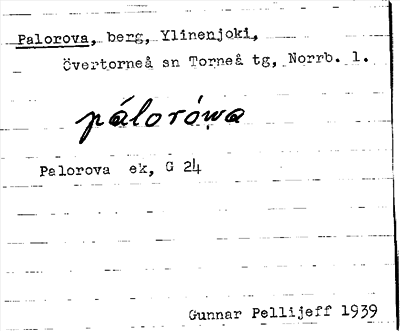 Palorova, berg, Ylinenjoki,
Övertorneå sn Torneå tg, Norrb. l.
pálorówa
Palorova ek, G 24
Gunnar Pellijeff 1939